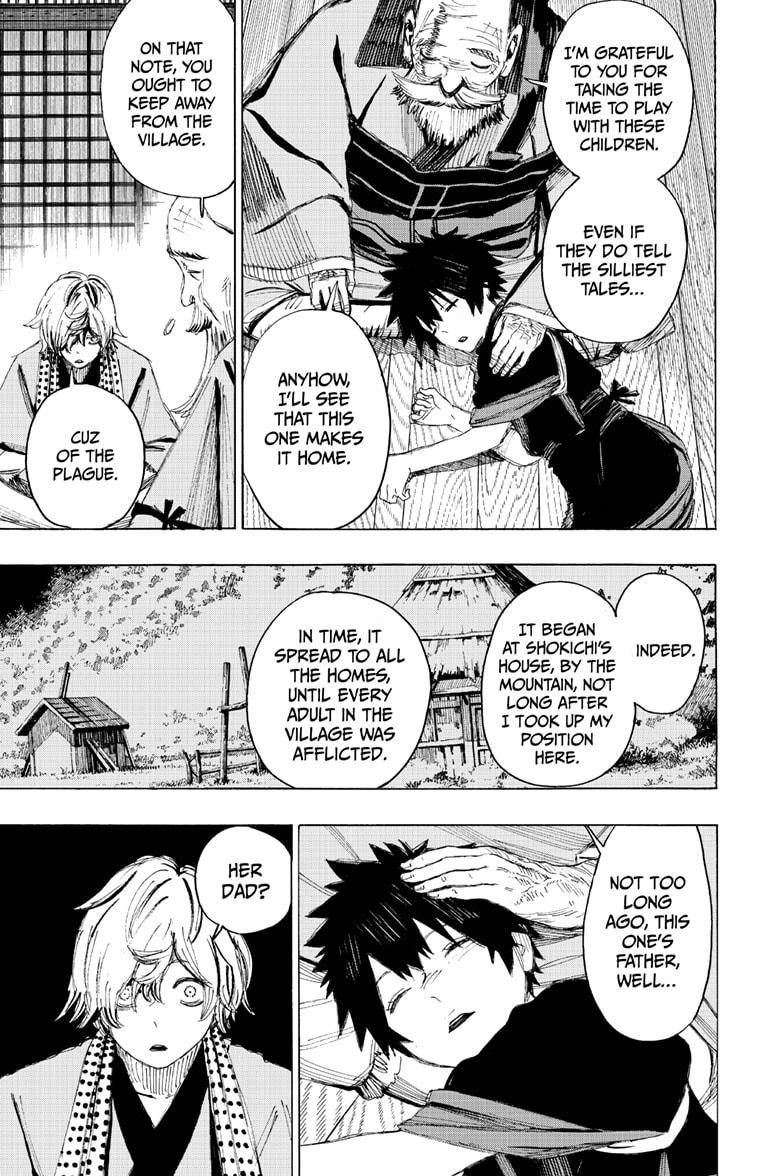 I'M GRATEFUL
TO YOU FOR
TAKING THE
TIME TO PLAY
WITH THESE
CHILDREN.
EVEN IF
THEY DO TELL
THE SILLIEST
TALES...
ANYHOW,
I'LL SEE
THAT THIS
ONE MAKES
IT HOME.
ON THAT
NOTE, YOU
OUGHT TO
KEEP AWAY
FROM THE
VILLAGE.
CUZ
OF THE
PLAGUE.
INDEED.
IT BEGAN
AT SHOKICHI'S
HOUSE, BY THE
MOUNTAIN, NOT
LONG AFTER
I TOOK UP MY
POSITION
HERE.
IN TIME, IT
SPREAD TO ALL
THE HOMES,
UNTIL EVERY
ADULT IN THE
VILLAGE WAS
AFFLICTED.
NOT TOO
LONG
AGO, THIS
ONE'S
FATHER,
WELL...
HER
DAD?